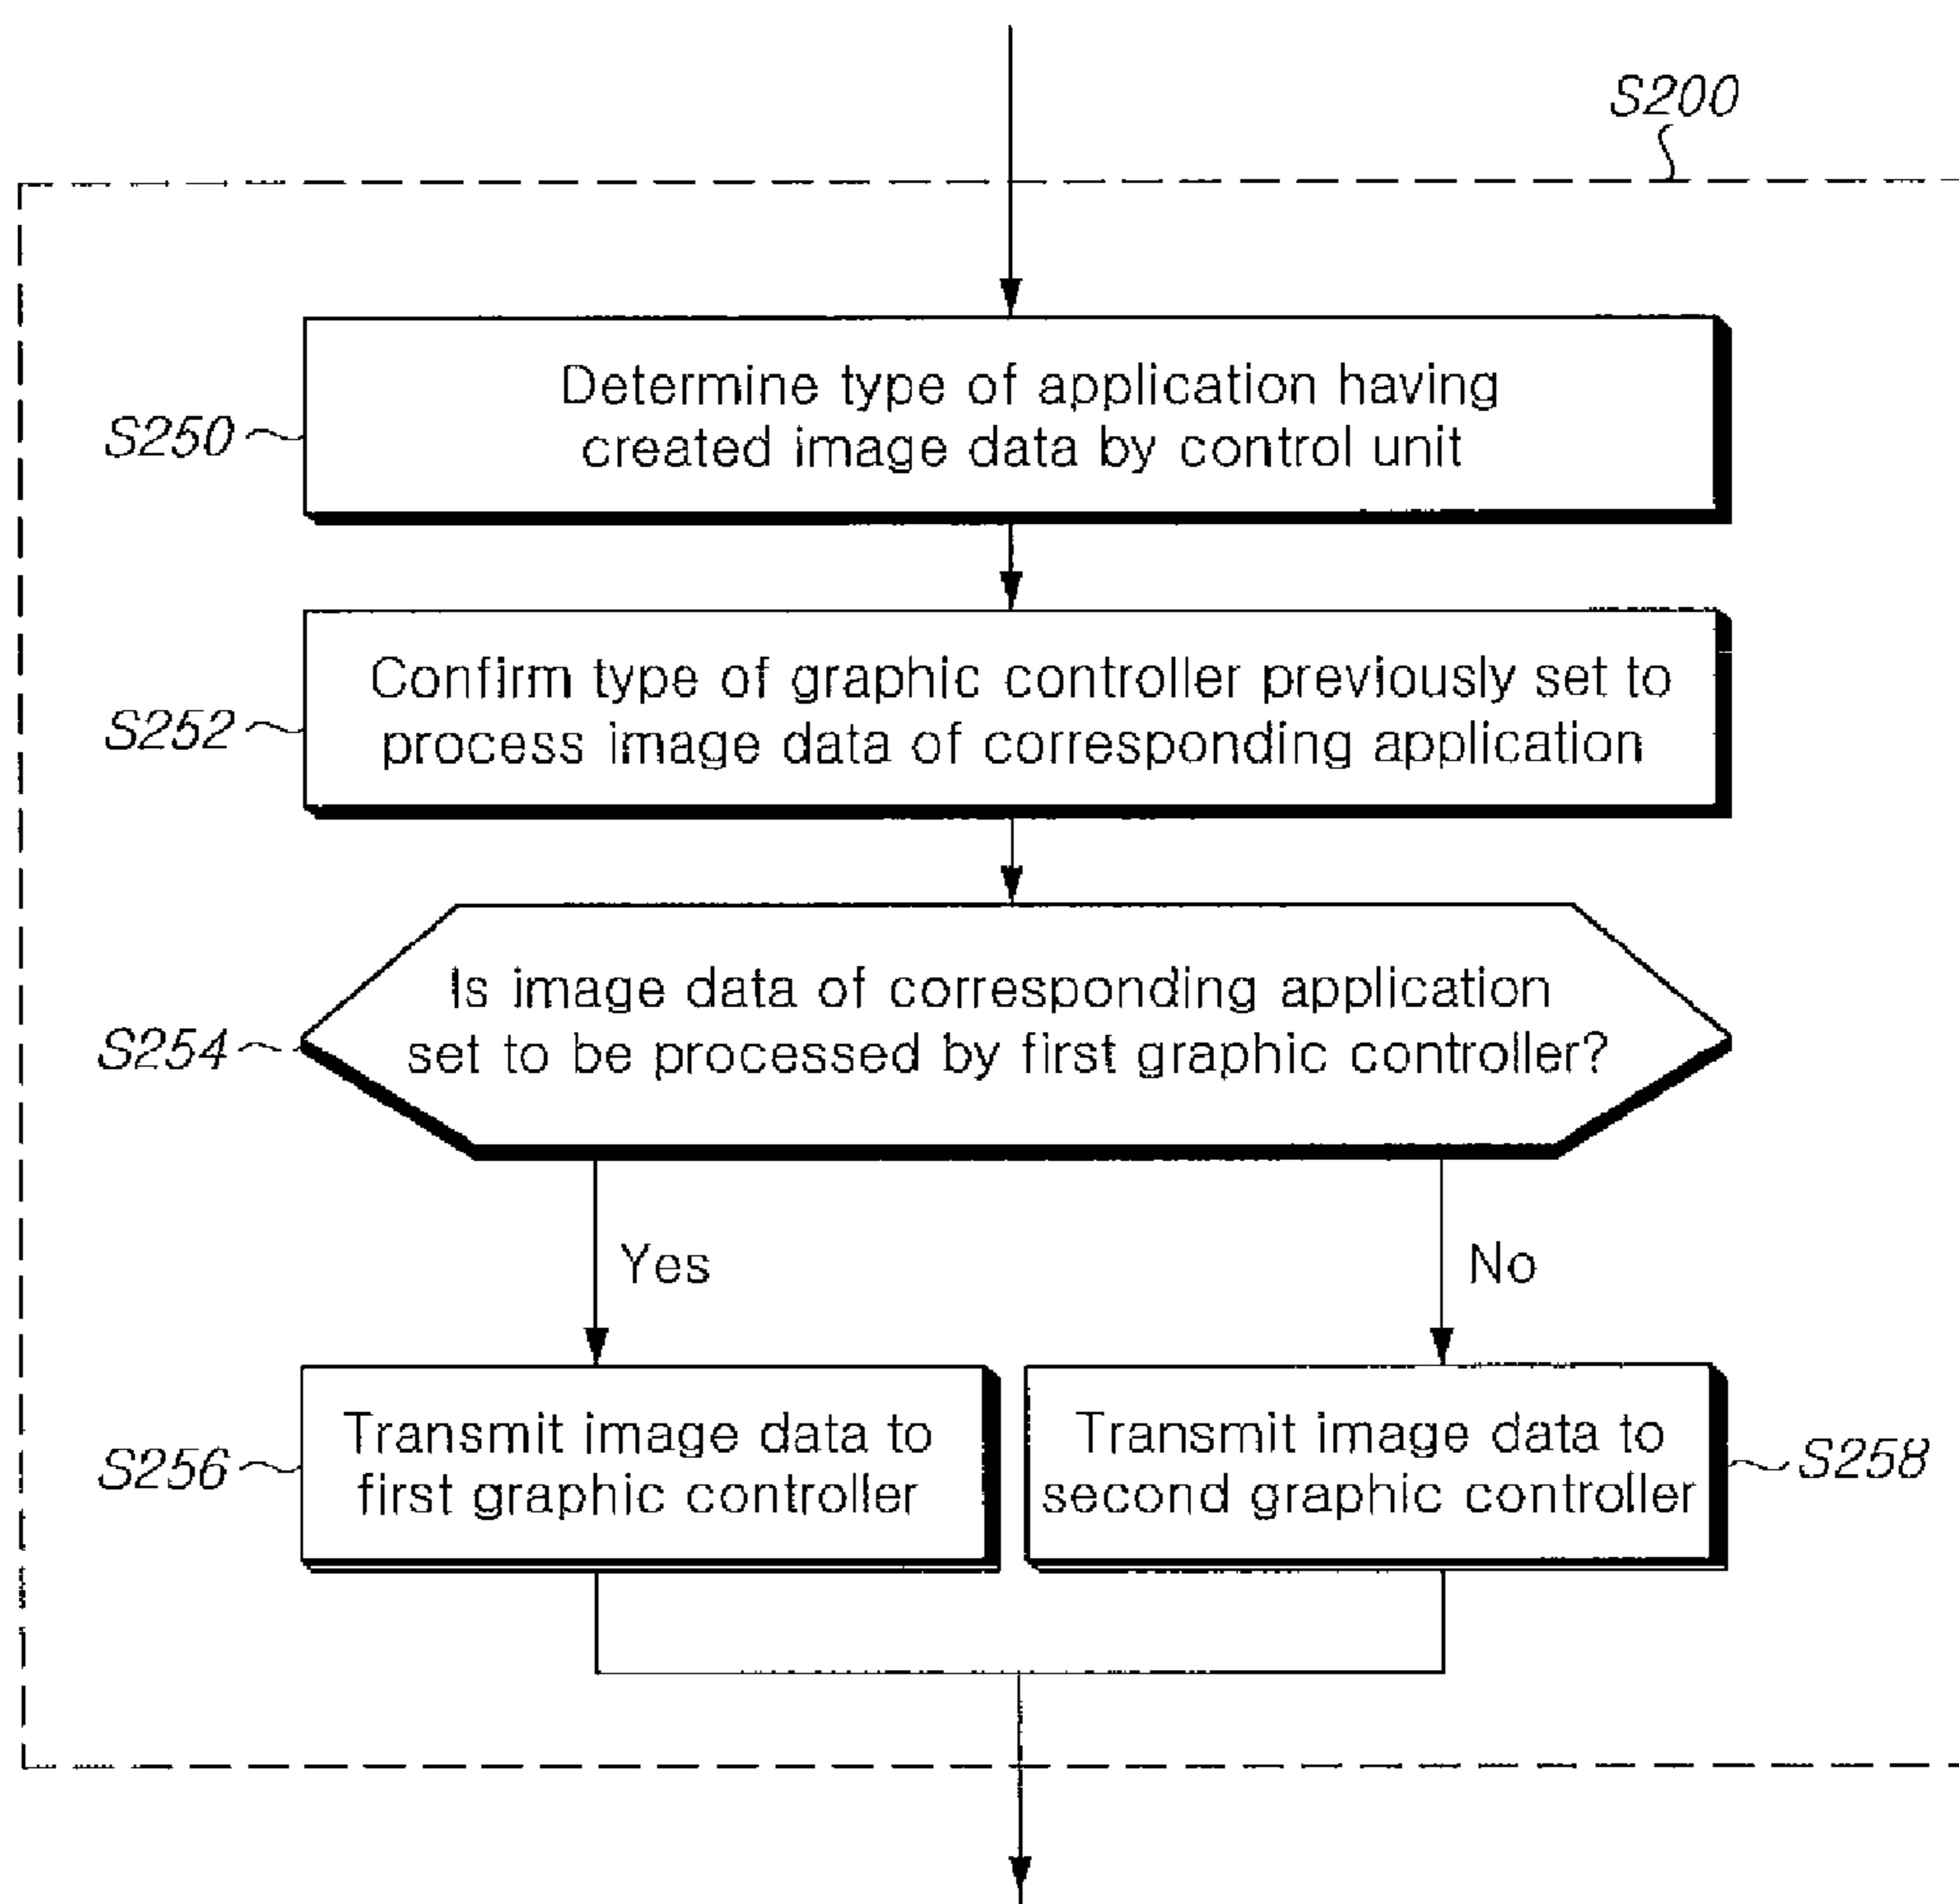 S200
Determine type of application having
created image data by control unit
S250
Confirm type of graphic controller previously set to
process image data of corresponding application
S252
Is image data of corresponding application
set to be processed by first graphic controller?
S254
Yes
No
Transmit image data to
first graphic controller
S256
Transmit image data to
second graphic controller
S258